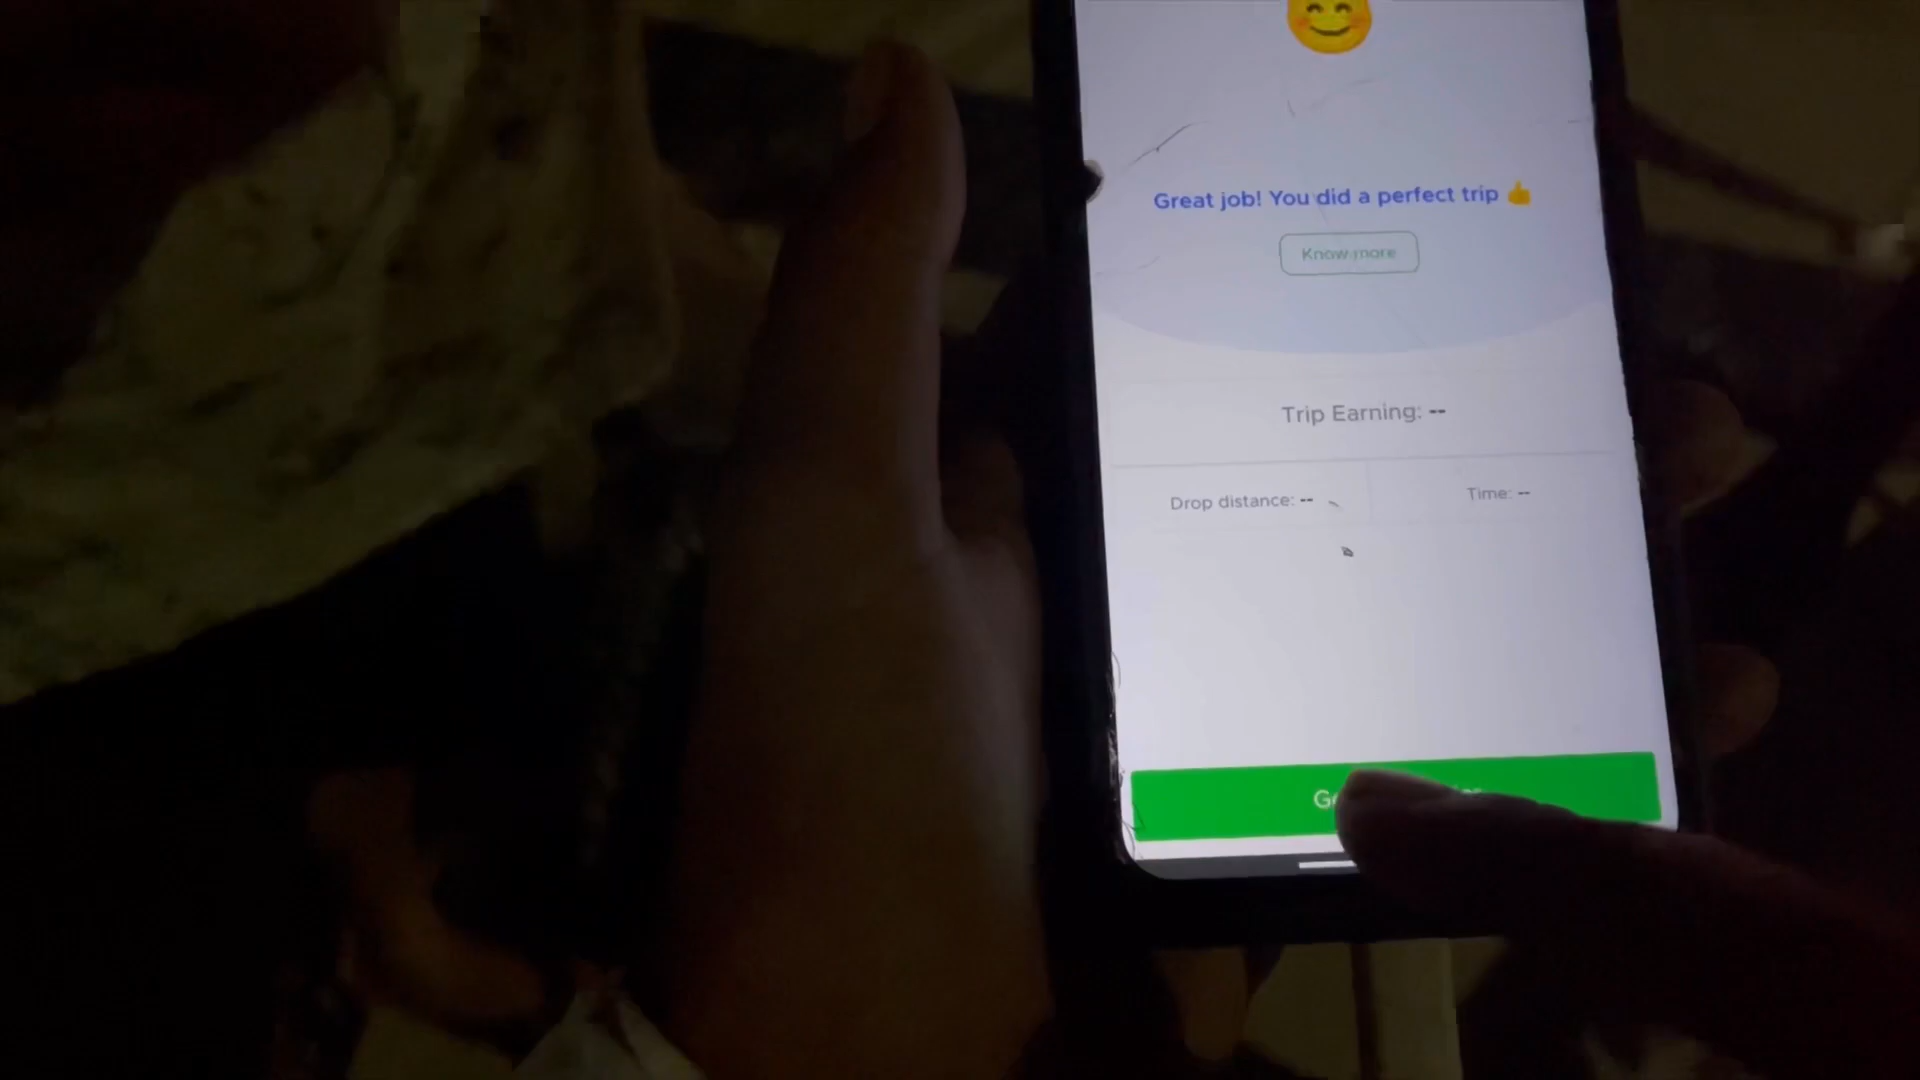 Great job! You did a perfect trip 👍
Know more
Trip Earning: --
Drop distance: --
Time: --